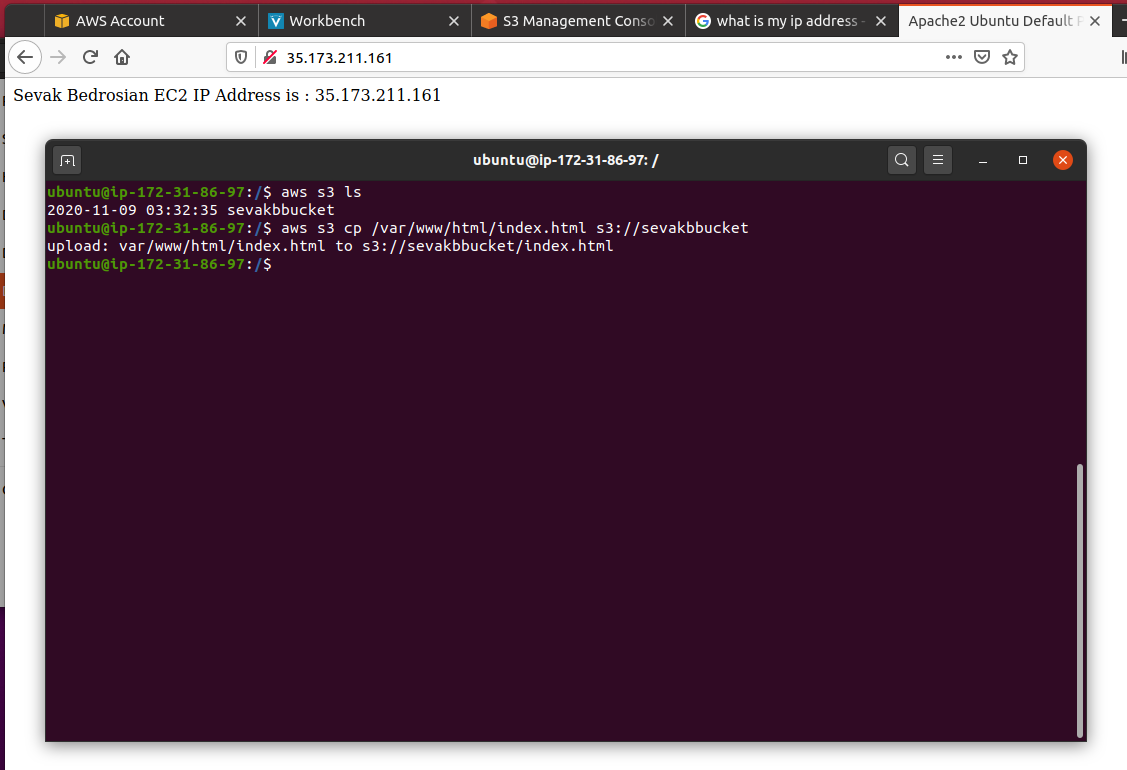 AWS Account
Workbench
S3 Management Conso
what is my ip address -
Apache2 Ubuntu Default P
35.173.211.161
Sevak Bedrosian EC2 IP Address is : 35.173.211.161
ubuntu@ip-172-31-86-97: /
ubuntu@ip-172-31-86-97:/$ aws s3 ls
2020-11-09 03:32:35 sevakbbucket
ubuntu@ip-172-31-86-97:/$ aws s3 cp /var/www/html/index.html s3://sevakbbucket
upload: var/www/html/index.html to s3://sevakbbucket/index.html
ubuntu@ip-172-31-86-97:/$